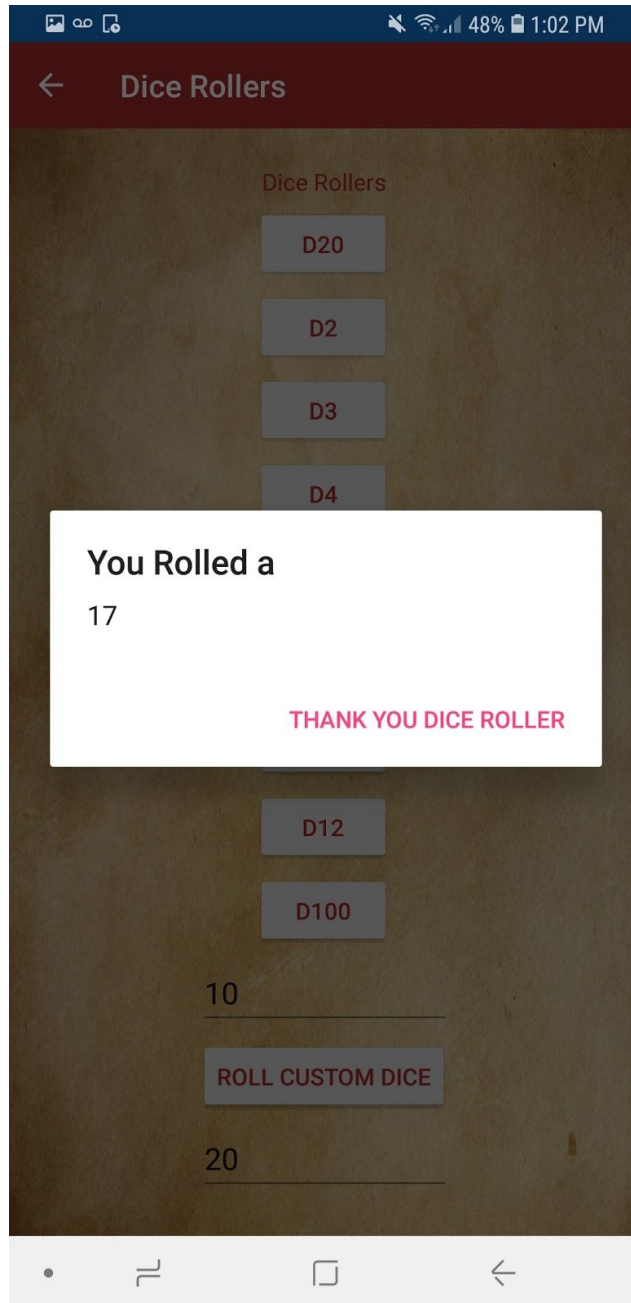 48% 1:02 PM
Dice Rollers
Dice Rollers
D20
D2
D3
D4
You Rolled a
17
THANK YOU DICE ROLLER
D12
D100
10
ROLL CUSTOM DICE
20